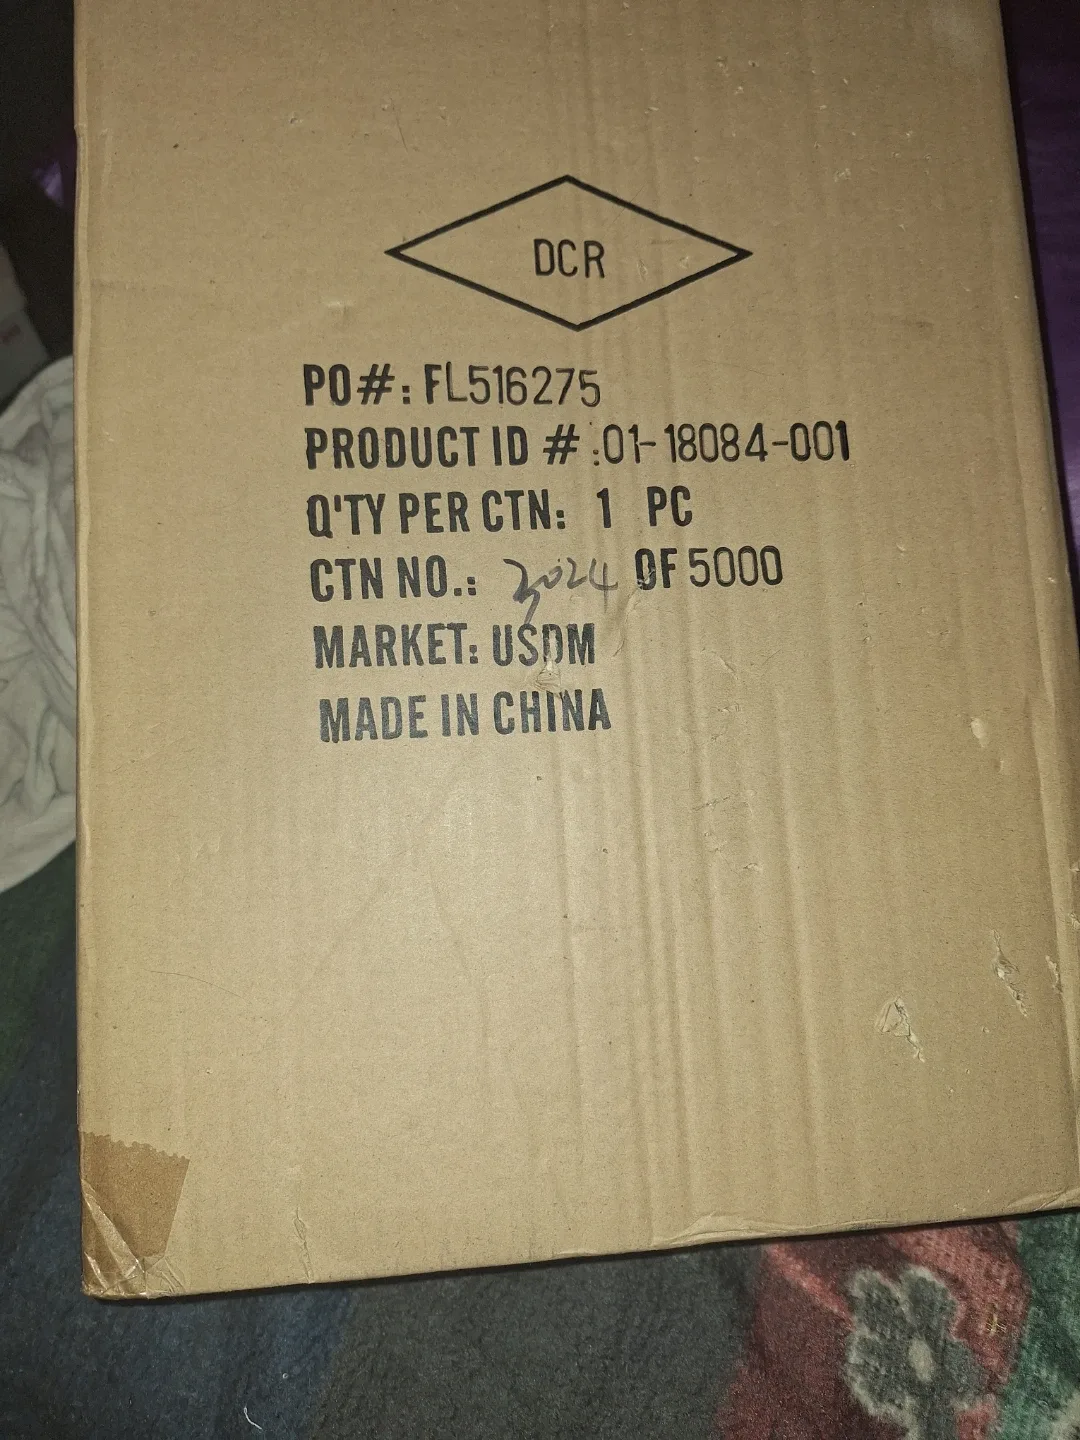 DCR
PO#: FL516275
PRODUCT ID #:01-18084-001
Q'TY PER CTN: 1 PC
CTN NO.: 3024 OF 5000
MARKET: USDM
MADE IN CHINA